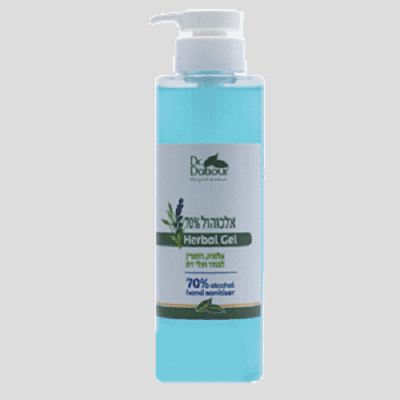 Dr.
Dabour
אלכוהול 70%
Herbal Gel
70% alcohol
hand sanitizer